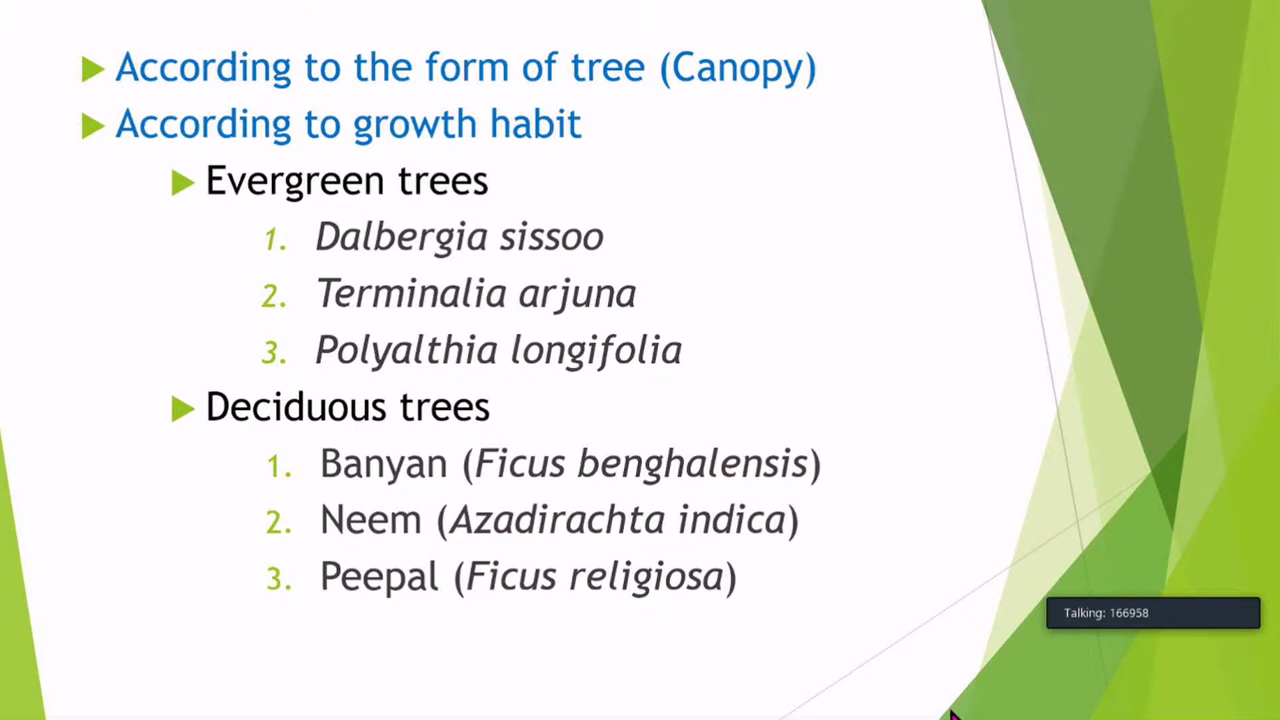 According to the form of tree (Canopy)
According to growth habit
Evergreen trees
1. Dalbergia sissoo
2. Terminalia arjuna
3. Polyalthia longifolia
Deciduous trees
1. Banyan (Ficus benghalensis)
2. Neem (Azadirachta indica)
3. Peepal (Ficus religiosa)
Talking: 166958